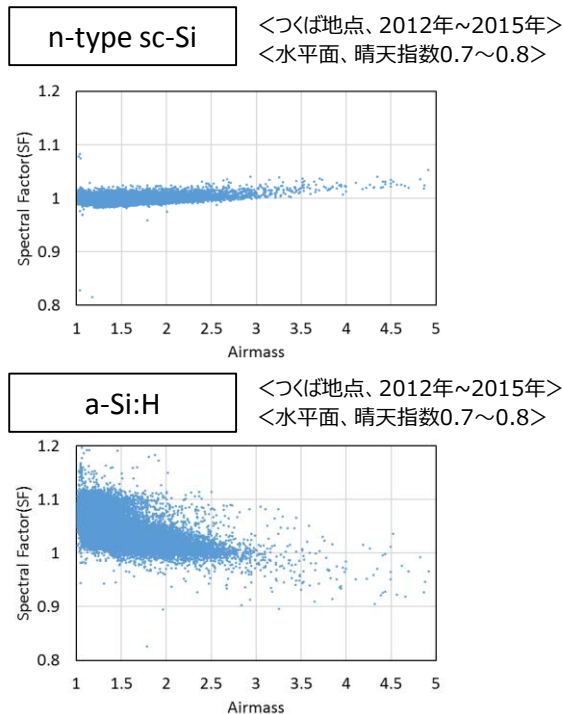 n-type sc-Si
<つくば地点、2012年~2015年>
<水平面、晴天指数0.7～0.8>
1.2
1.1
1
0.9
0.8
Spectral Factor(SF)
1 1.5 2 2.5 3 3.5 4 4.5 5
Airmass
a-Si:H
<つくば地点、2012年~2015年>
<水平面、晴天指数0.7～0.8>
1.2
1.1
1
0.9
0.8
Spectral Factor(SF)
1 1.5 2 2.5 3 3.5 4 4.5 5
Airmass